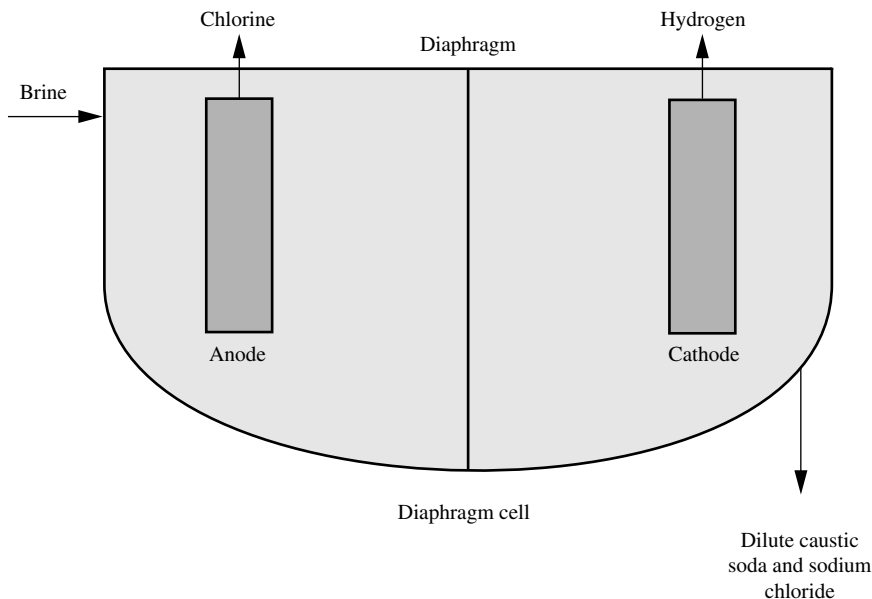 Chlorine
Hydrogen
Diaphragm
Brine
Anode
Cathode
Diaphragm cell
Dilute caustic
soda and sodium
chloride